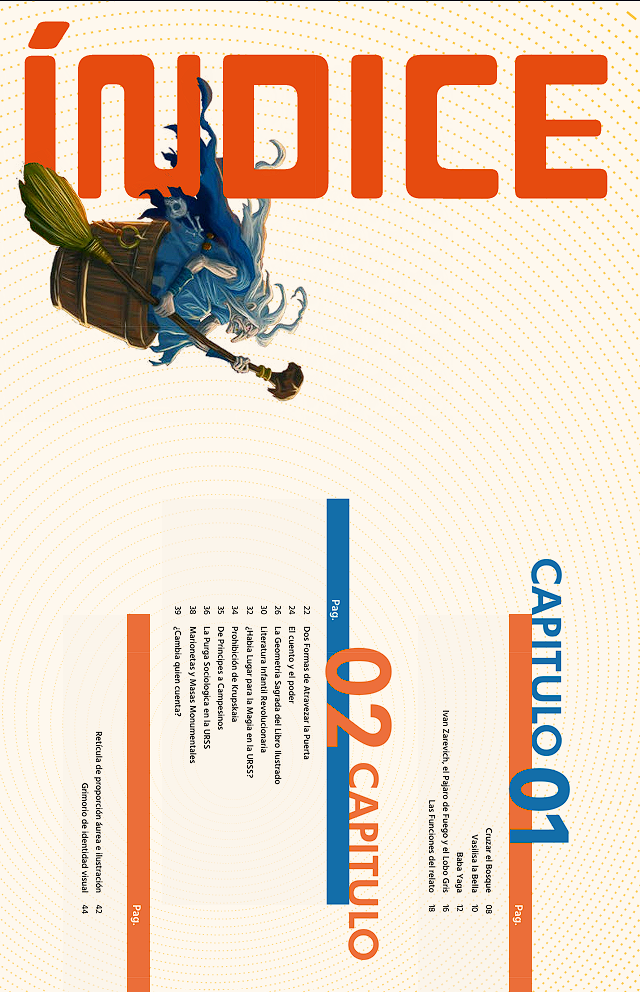 ÍNDICE
CAPITULO 01
Pag.
Cruzar el Bosque 08
Vasilisa la Bella 10
Baba Yaga 12
Ivan Zarevich, el Pajaro de Fuego y el Lobo Gris 16
Las Funciones del relato 18
02 CAPITULO
Pag.
22 Dos Formas de Atravezar la Puerta
24 El cuento y el poder
26 La Geometría Sagrada del Libro Ilustrado
30 Literatura Infantil Revolucionaria
32 ¿Había Lugar para la Magia en la URSS?
34 Prohibición de Krupskaia
35 De Príncipes a Campesinos
36 La Purga Sociologica en la URSS
38 Marionetas y Masas Monumentales
39 ¿Cambia quien cuenta?
Pag.
Retícula de proporción áurea e ilustración 42
Grimorio de identidad visual 44